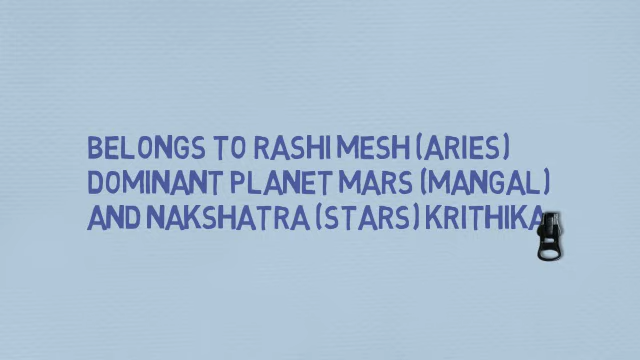 BELONGS TO RASHI MESH (ARIES)
DOMINANT PLANET MARS (MANGAL)
AND NAKSHATRA (STARS) KRITHIKA